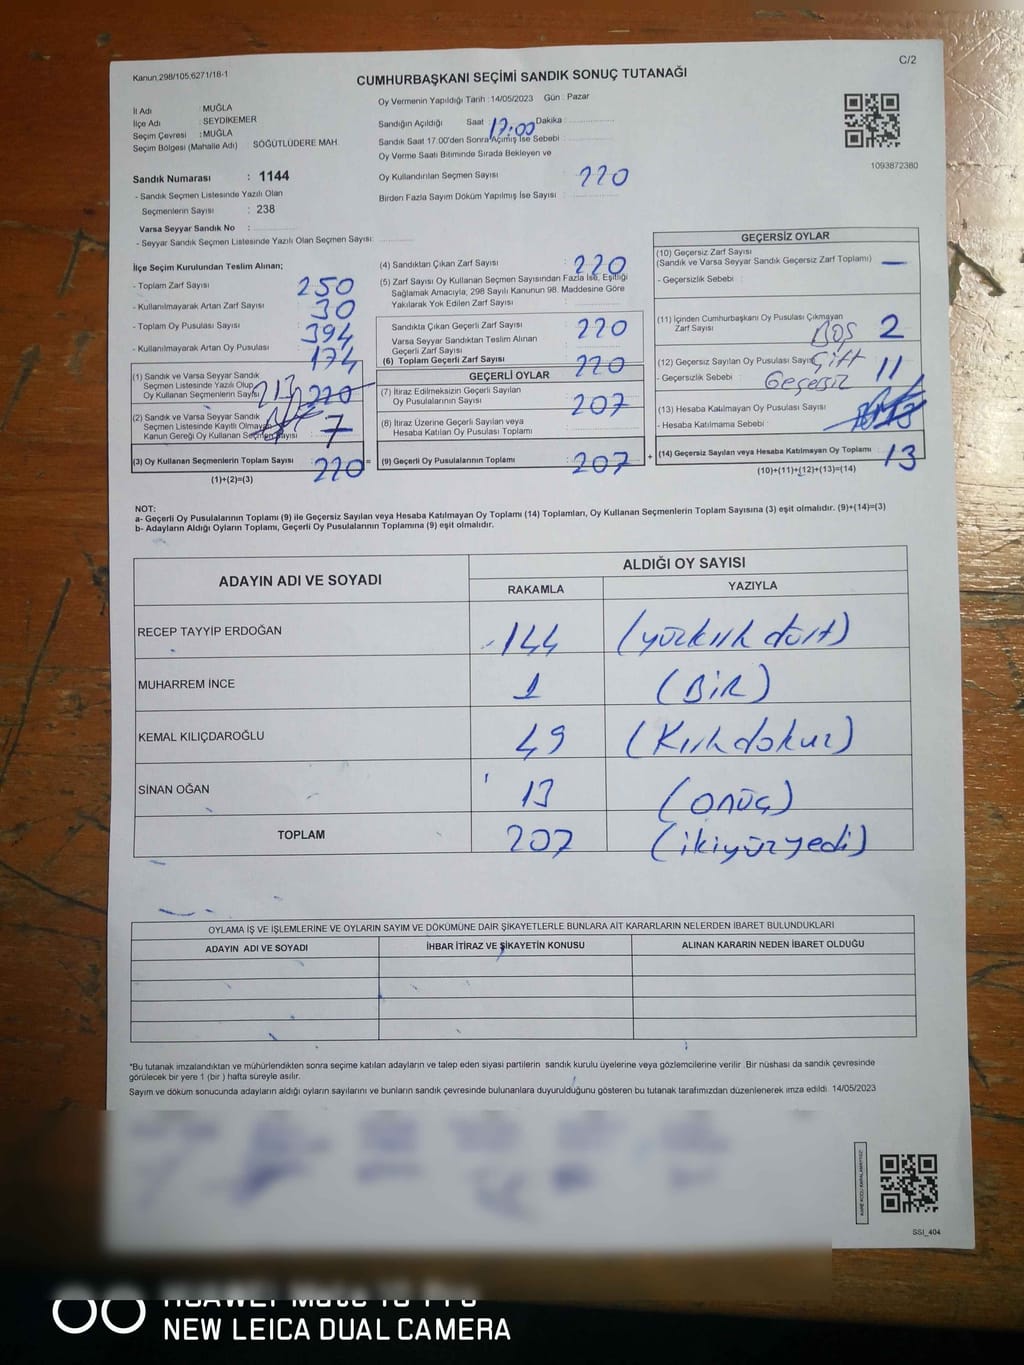 Kanun.298/105,6271/18-1
C/2
CUMHURBAŞKANI SEÇİMİ SANDIK SONUÇ TUTANAĞI
Oy Vermenin Yapıldığı Tarih :14/05/2023 Gün : Pazar
İl Adı : MUĞLA
İlçe Adı : SEYDİKEMER
Seçim Çevresi : MUĞLA
Seçim Bölgesi (Mahalle Adı) : SÖĞÜTLÜDERE MAH.
Sandığın Açıldığı Saat 17:00 Dakika
Sandık Saat 17:00'den Sonra Açımış İse Sebebi
Oy Verme Saati Bitiminde Sırada Bekleyen ve
Oy Kullandırılan Seçmen Sayısı : 220
Birden Fazla Sayım Döküm Yapılmış İse Sayısı :
1093872380
Sandık Numarası : 1144
- Sandık Seçmen Listesinde Yazılı Olan
Seçmenlerin Sayısı : 238
Varsa Seyyar Sandık No :
- Seyyar Sandık Seçmen Listesinde Yazılı Olan Seçmen Sayısı:
İlçe Seçim Kurulundan Teslim Alınan;
- Toplam Zarf Sayısı : 250
- Kullanılmayarak Artan Zarf Sayısı : 30
- Toplam Oy Pusulası Sayısı : 394
- Kullanılmayarak Artan Oy Pusulası : 174
(1) Sandık ve Varsa Seyyar Sandık
Seçmen Listesinde Yazılı Olup
Oy Kullanan Seçmenlerin Sayısı 213 220
(2) Sandık ve Varsa Seyyar Sandık
Seçmen Listesinde Kayıtlı Olmayan
Kanun Gereği Oy Kullanan Seçmen Sayısı 7
(3) Oy Kullanan Seçmenlerin Toplam Sayısı 220 =
(1)+(2)=(3)
(4) Sandıktan Çıkan Zarf Sayısı : 220
(5) Zarf Sayısı Oy Kullanan Seçmen Sayısından Fazla İse, Eşitliği
Sağlamak Amacıyla, 298 Sayılı Kanunun 98. Maddesine Göre
Yakılarak Yok Edilen Zarf Sayısı :
Sandıkta Çıkan Geçerli Zarf Sayısı : 220
Varsa Seyyar Sandıktan Teslim Alınan
Geçerli Zarf Sayısı :
(6) Toplam Geçerli Zarf Sayısı : 220
GEÇERLİ OYLAR
(7) İtiraz Edilmeksizin Geçerli Sayılan
Oy Pusulalarının Sayısı : 207
(8) İtiraz Üzerine Geçerli Sayılan veya
Hesaba Katılan Oy Pusulası Toplamı :
(9) Geçerli Oy Pusulalarının Toplamı : 207 +
GEÇERSİZ OYLAR
(10) Geçersiz Zarf Sayısı
(Sandık ve Varsa Seyyar Sandık Geçersiz Zarf Toplamı) : —
- Geçersizlik Sebebi :
(11) İçinden Cumhurbaşkanı Oy Pusulası Çıkmayan
Zarf Sayısı : BOŞ 2
(12) Geçersiz Sayılan Oy Pusulası Sayısı Çift 11
- Geçersizlik Sebebi : Geçersiz
(13) Hesaba Katılmayan Oy Pusulası Sayısı
- Hesaba Katılmama Sebebi :
(14) Geçersiz Sayılan veya Hesaba Katılmayan Oy Toplamı : 13
(10)+(11)+(12)+(13)=(14)
NOT:
a- Geçerli Oy Pusulalarının Toplamı (9) ile Geçersiz Sayılan veya Hesaba Katılmayan Oy Toplamı (14) Toplamları, Oy Kullanan Seçmenlerin Toplam Sayısına (3) eşit olmalıdır. (9)+(14)=(3)
b- Adayların Aldığı Oyların Toplamı, Geçerli Oy Pusulalarının Toplamına (9) eşit olmalıdır.
ADAYIN ADI VE SOYADI ALDIĞI OY SAYISI
RAKAMLA YAZIYLA
RECEP TAYYİP ERDOĞAN 144 (yüzkırk dört)
MUHARREM İNCE 1 (BİR)
KEMAL KILIÇDAROĞLU 49 (Kırkdokuz)
SİNAN OĞAN 13 (onüç)
TOPLAM 207 (ikiyüzyedi)
OYLAMA İŞ VE İŞLEMLERİNE VE OYLARIN SAYIM VE DÖKÜMÜNE DAİR ŞİKAYETLERLE BUNLARA AİT KARARLARIN NELERDEN İBARET BULUNDUKLARI
ADAYIN ADI VE SOYADI İHBAR İTİRAZ VE ŞİKAYETİN KONUSU ALINAN KARARIN NEDEN İBARET OLDUĞU
*Bu tutanak imzalandıktan ve mühürlendikten sonra seçime katılan adayların ve talep eden siyasi partilerin sandık kurulu üyelerine veya gözlemcilerine verilir .Bir nüshası da sandık çevresinde
görülecek bir yere 1 (bir ) hafta süreyle asılır.
Sayım ve döküm sonucunda adayların aldığı oyların sayılarını ve bunların sandık çevresinde bulunanlara duyurulduğunu gösteren bu tutanak tarafımızdan düzenlenerek imza edildi. 14/05/2023
SSI_404
NEW LEICA DUAL CAMERA